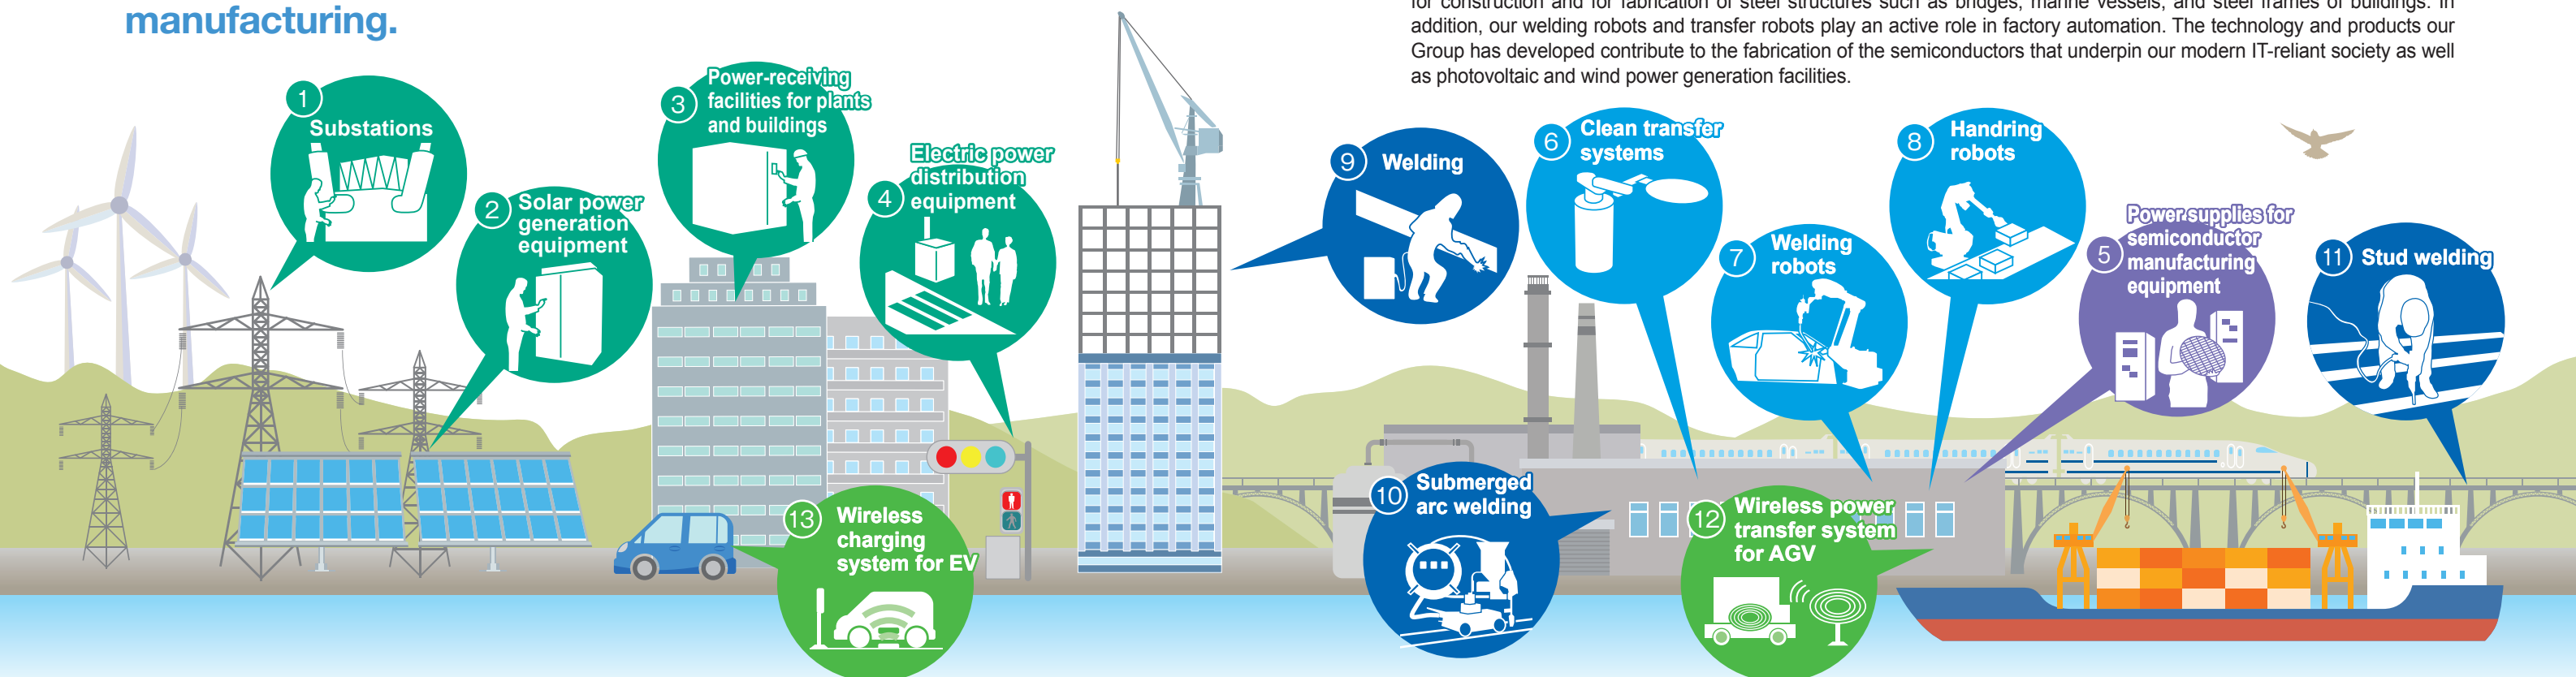 manufacturing.
for construction and for fabrication of steel structures such as bridges, marine vessels, and steel frames of buildings. In
addition, our welding robots and transfer robots play an active role in factory automation. The technology and products our
Group has developed contribute to the fabrication of the semiconductors that underpin our modern IT-reliant society as well
as photovoltaic and wind power generation facilities.
1
Substations
2
Solar power
generation
equipment
3
Power-receiving
facilities for plants
and buildings
4
Electric power
distribution
equipment
9
Welding
6
Clean transfer
systems
7
Welding
robots
8
Handring
robots
5
Power supplies for
semiconductor
manufacturing
equipment
11
Stud welding
13
Wireless
charging
system for EV
10
Submerged
arc welding
12
Wireless power
transfer system
for AGV